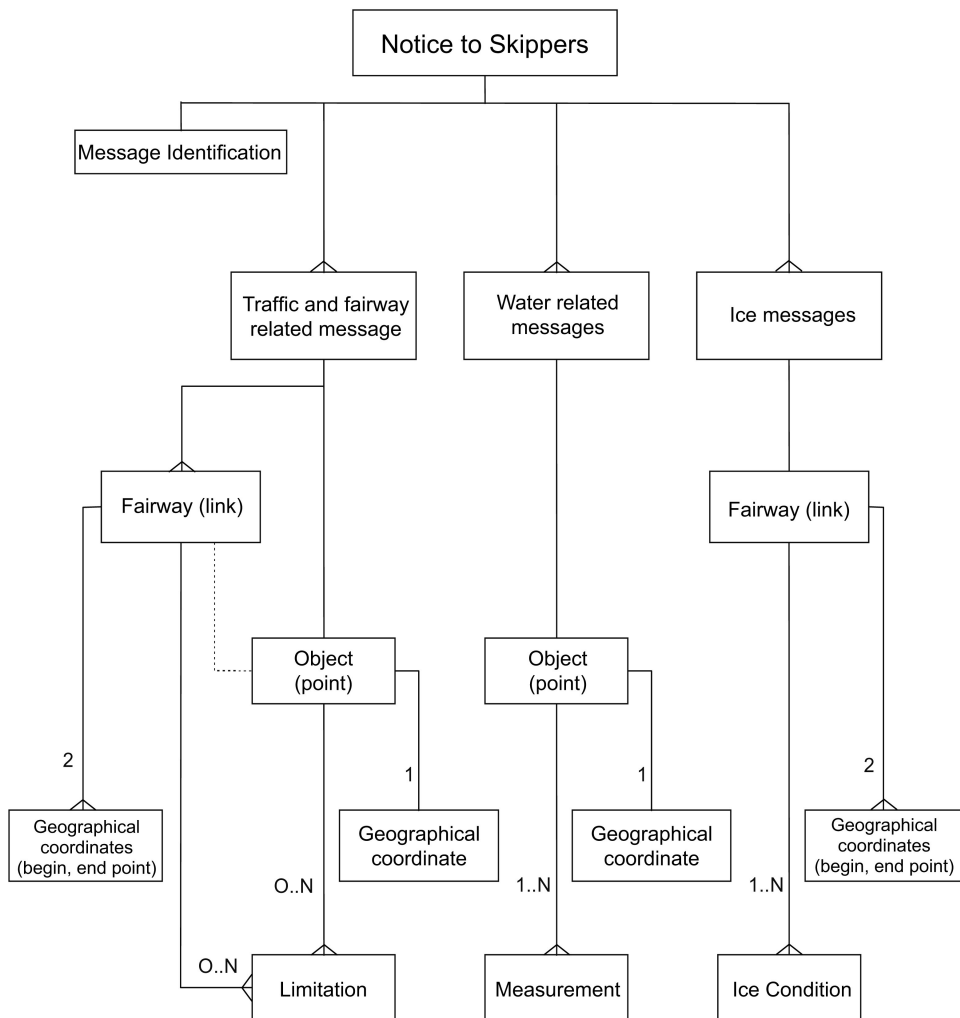 Notice to Skippers
Message Identification
Traffic and fairway
related message
Water related
messages
Ice messages
Fairway (link)
Fairway (link)
Object
(point)
Object
(point)
2
1
1
2
Geographical
coordinates
(begin, end point)
Geographical
coordinate
Geographical
coordinate
Geographical
coordinates
(begin, end point)
O..N
1..N
1..N
O..N
Limitation
Measurement
Ice Condition